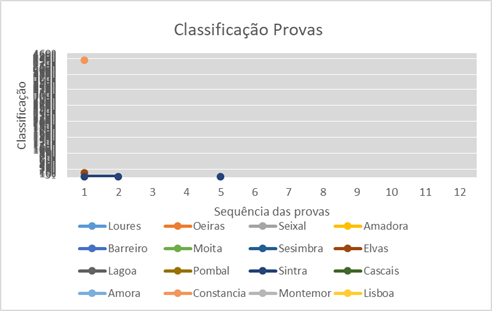 Classificação Provas
Classificação
1 2 3 4 5 6 7 8 9 10 11 12
Sequência das provas
Loures Oeiras Seixal Amadora
Barreiro Moita Sesimbra Elvas
Lagoa Pombal Sintra Cascais
Amora Constancia Montemor Lisboa